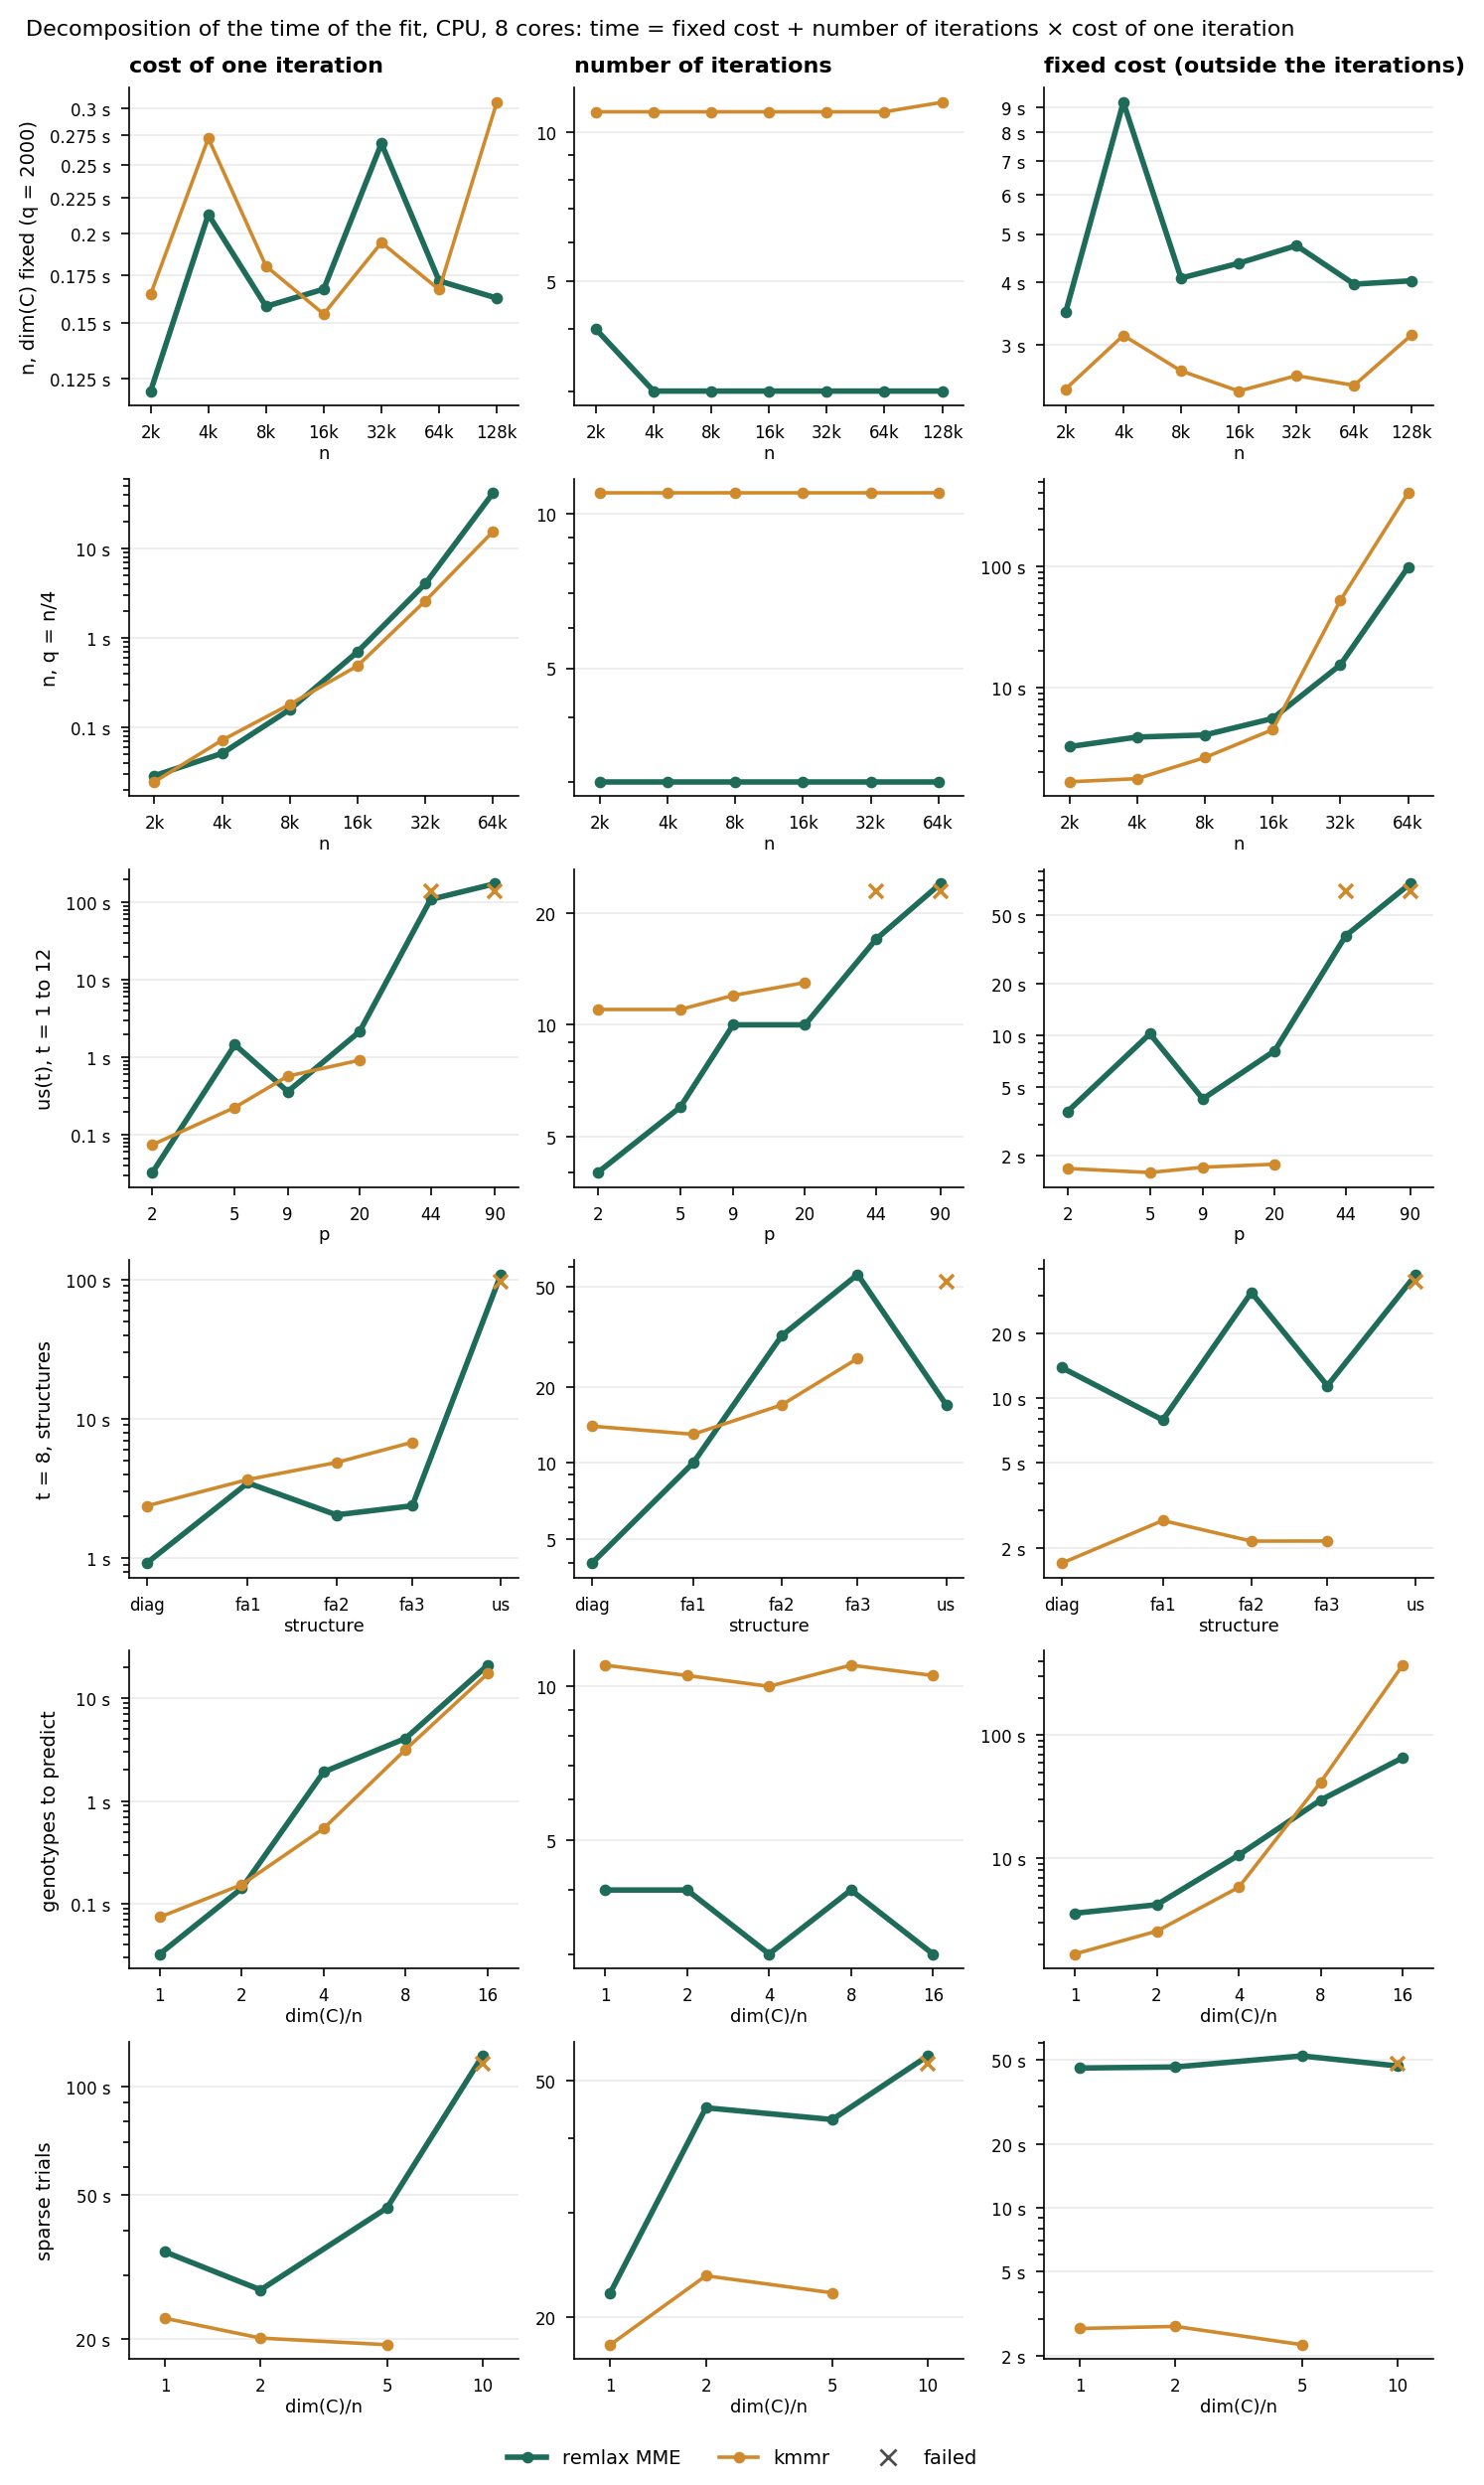 Decomposition of the time of the fit, CPU, 8 cores: time = fixed cost + number of iterations × cost of one iteration
cost of one iteration
number of iterations
fixed cost (outside the iterations)
n, dim(C) fixed (q = 2000)
0.3 s
0.275 s
0.25 s
0.225 s
0.2 s
0.175 s
0.15 s
0.125 s
2k 4k 8k 16k 32k 64k 128k
n
10
5
2k 4k 8k 16k 32k 64k 128k
n
9 s
8 s
7 s
6 s
5 s
4 s
3 s
2k 4k 8k 16k 32k 64k 128k
n
n, q = n/4
10 s
1 s
0.1 s
2k 4k 8k 16k 32k 64k
n
10
5
2k 4k 8k 16k 32k 64k
n
100 s
10 s
2k 4k 8k 16k 32k 64k
n
us(t), t = 1 to 12
100 s
10 s
1 s
0.1 s
2 5 9 20 44 90
p
20
10
5
2 5 9 20 44 90
p
50 s
20 s
10 s
5 s
2 s
2 5 9 20 44 90
p
t = 8, structures
100 s
10 s
1 s
diag fa1 fa2 fa3 us
structure
50
20
10
5
diag fa1 fa2 fa3 us
structure
20 s
10 s
5 s
2 s
diag fa1 fa2 fa3 us
structure
genotypes to predict
10 s
1 s
0.1 s
1 2 4 8 16
dim(C)/n
10
5
1 2 4 8 16
dim(C)/n
100 s
10 s
1 2 4 8 16
dim(C)/n
sparse trials
100 s
50 s
20 s
1 2 5 10
dim(C)/n
50
20
1 2 5 10
dim(C)/n
50 s
20 s
10 s
5 s
2 s
1 2 5 10
dim(C)/n
remlax MME kmmr failed